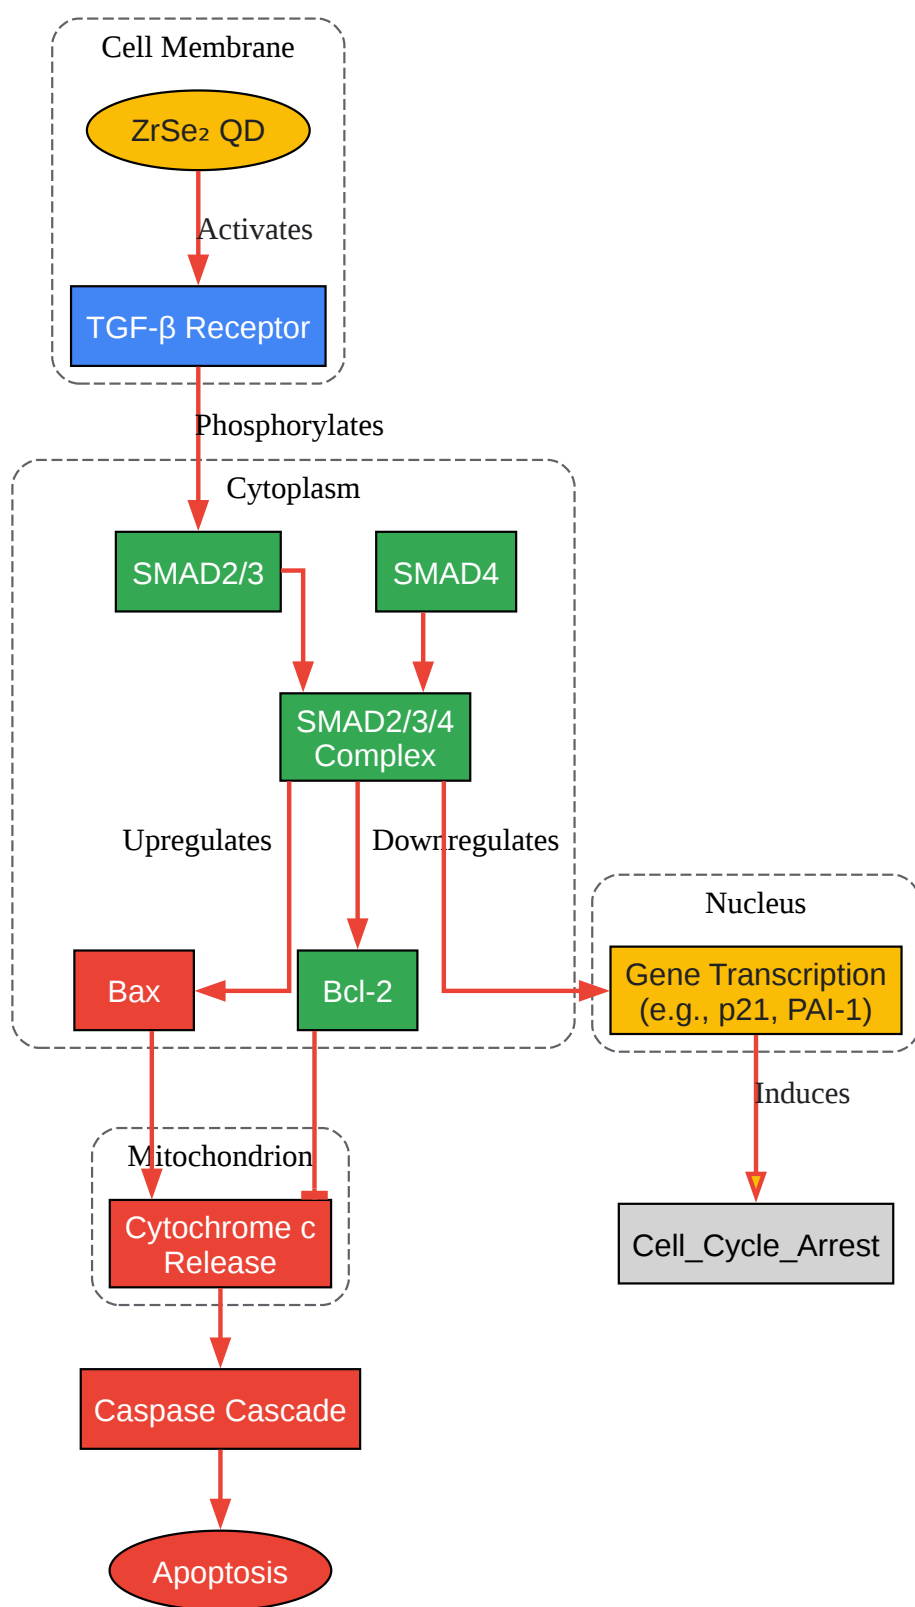 Cell Membrane
ZrSe₂ QD
Activates
TGF-β Receptor
Phosphorylates
Cytoplasm
SMAD2/3
SMAD4
SMAD2/3/4
Complex
Upregulates
Downregulates
Nucleus
Bax
Bcl-2
Gene Transcription
(e.g., p21, PAI-1)
Induces
Mitochondrion
Cytochrome c
Release
Cell_Cycle_Arrest
Caspase Cascade
Apoptosis